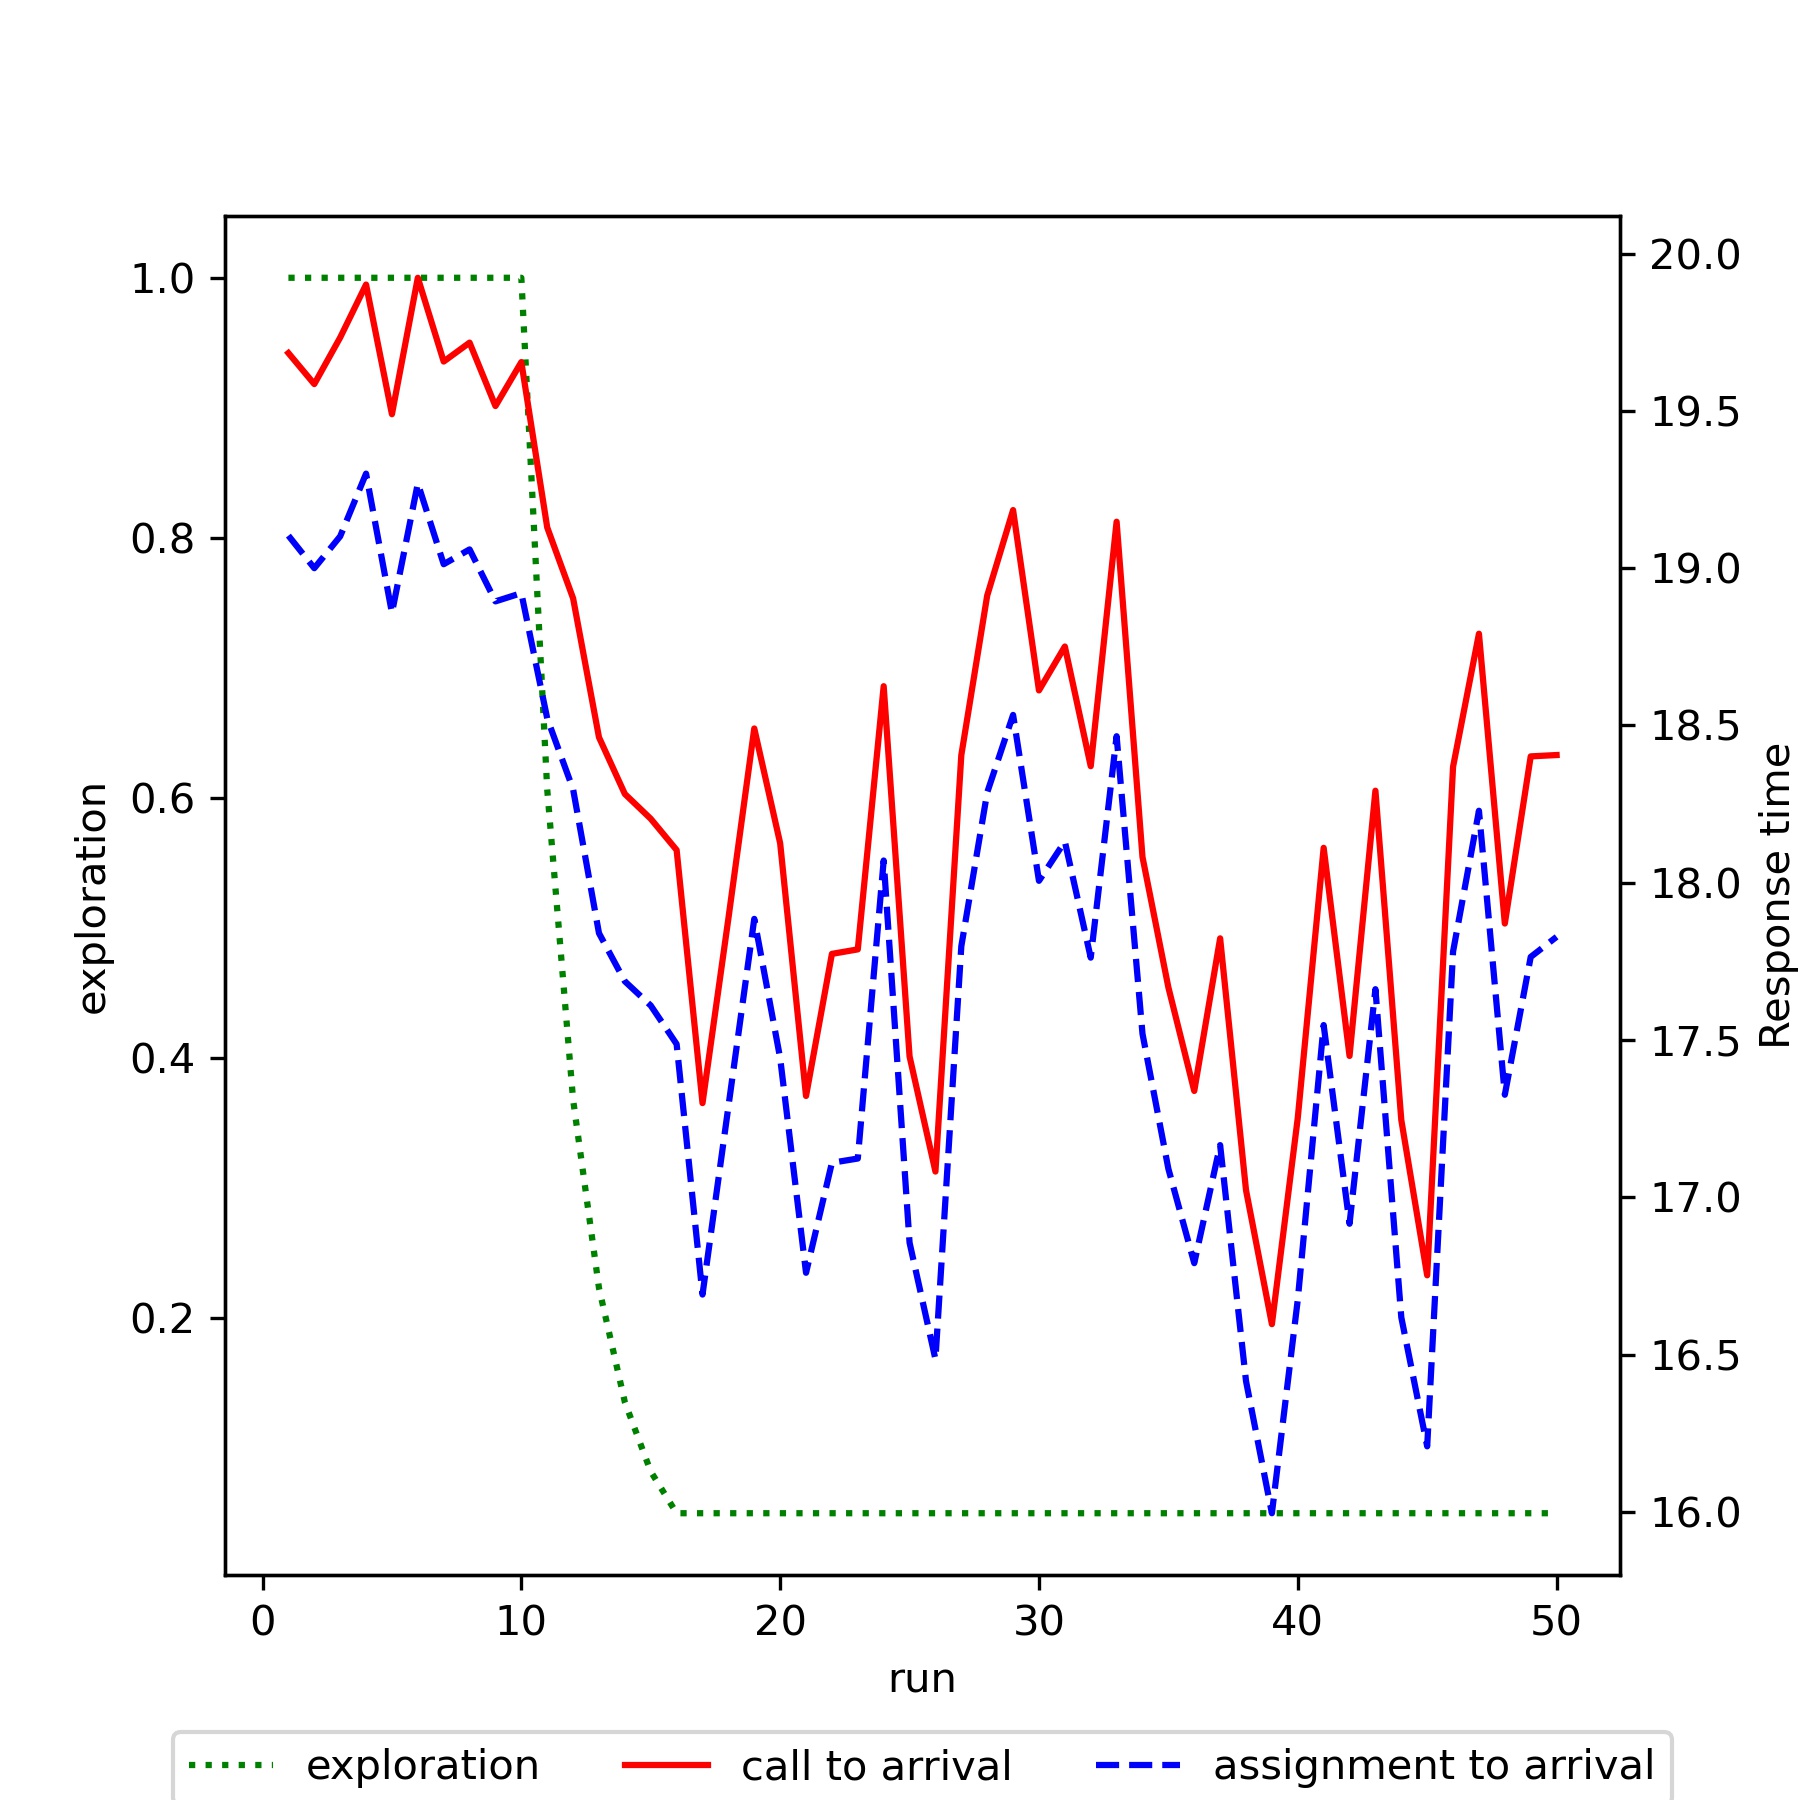 1.0
0.8
0.6
0.4
0.2
exploration
20.0
19.5
19.0
18.5
18.0
17.5
17.0
16.5
16.0
Response time
0 10 20 30 40 50
run
exploration call to arrival assignment to arrival